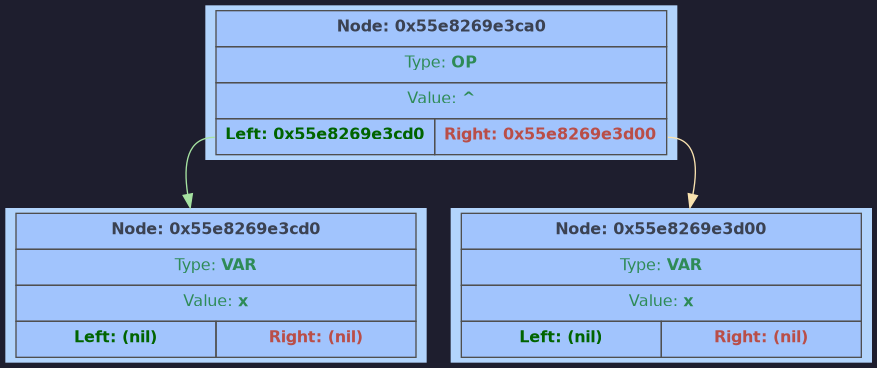 Node: 0x55e8269e3ca0
Type: OP
Value: ^
Left: 0x55e8269e3cd0 Right: 0x55e8269e3d00
Node: 0x55e8269e3cd0
Type: VAR
Value: x
Left: (nil) Right: (nil)
Node: 0x55e8269e3d00
Type: VAR
Value: x
Left: (nil) Right: (nil)